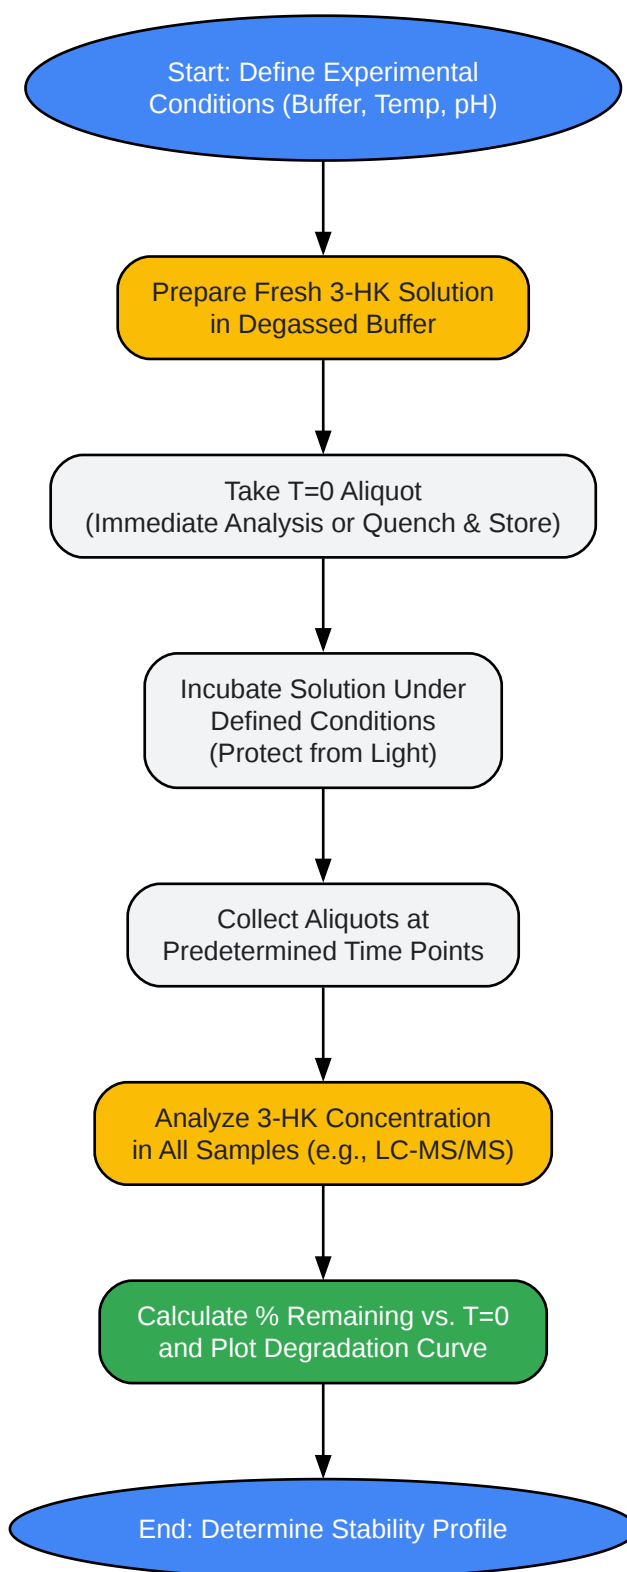 Start: Define Experimental
Conditions (Buffer, Temp, pH)
Prepare Fresh 3-HK Solution
in Degassed Buffer
Take T=0 Aliquot
(Immediate Analysis or Quench & Store)
Incubate Solution Under
Defined Conditions
(Protect from Light)
Collect Aliquots at
Predetermined Time Points
Analyze 3-HK Concentration
in All Samples (e.g., LC-MS/MS)
Calculate % Remaining vs. T=0
and Plot Degradation Curve
End: Determine Stability Profile